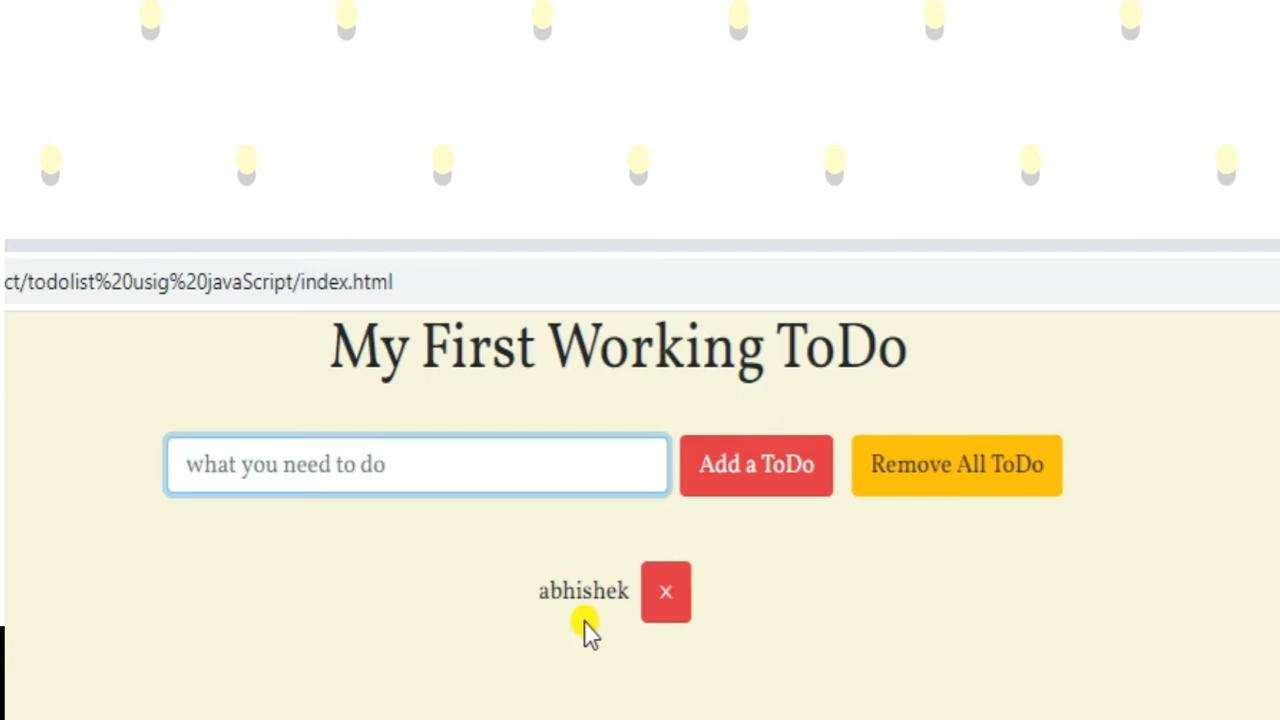 ct/todolist%20usig%20javaScript/index.html
My First Working ToDo
what you need to do Add a ToDo Remove All ToDo
abhishek x